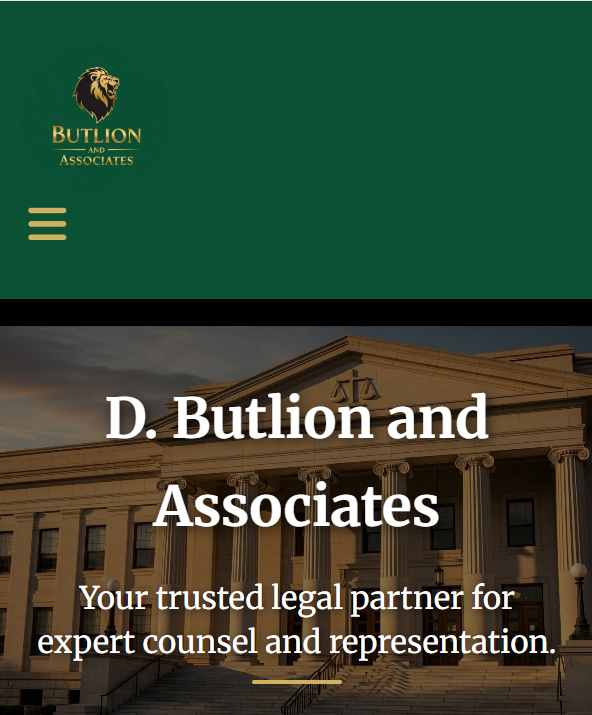 BUTLION
AND
ASSOCIATES
D. Butlion and
Associates
Your trusted legal partner for
expert counsel and representation.